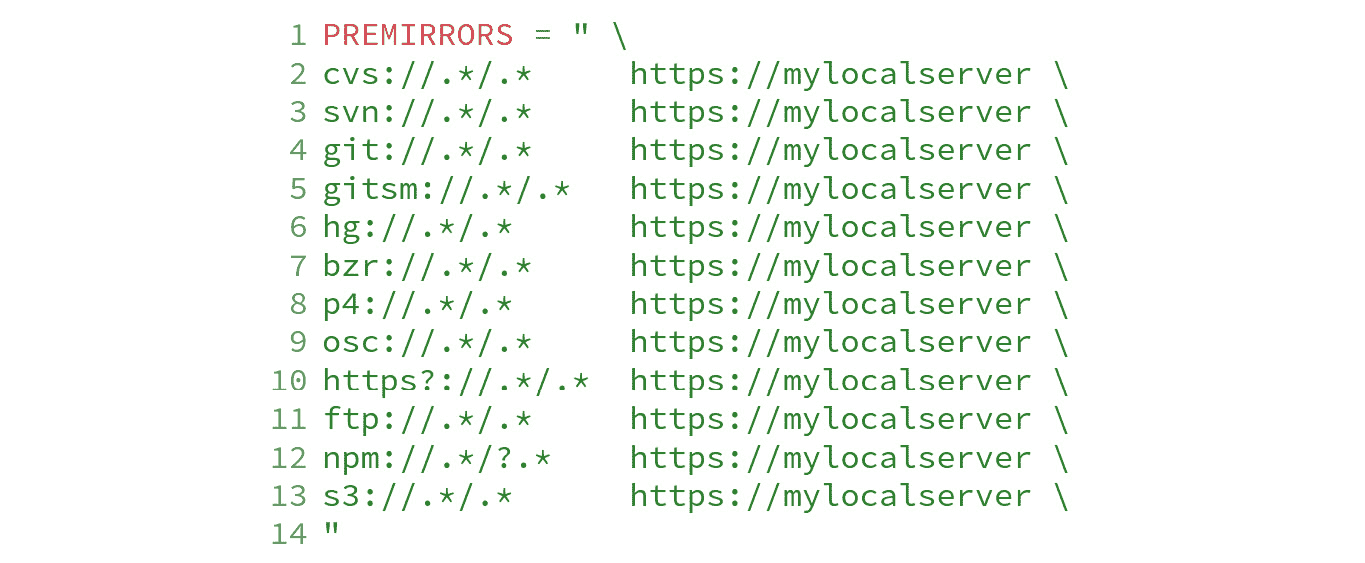 1 PREMIRRORS = " \
2 cvs://.*/.*     https://mylocalserver \
3 svn://.*/.*     https://mylocalserver \
4 git://.*/.*     https://mylocalserver \
5 gitsm://.*/.*   https://mylocalserver \
6 hg://.*/.*      https://mylocalserver \
7 bzr://.*/.*     https://mylocalserver \
8 p4://.*/.*      https://mylocalserver \
9 osc://.*/.*     https://mylocalserver \
10 https?://.*/.*  https://mylocalserver \
11 ftp://.*/.*     https://mylocalserver \
12 npm://.*/?.*    https://mylocalserver \
13 s3://.*/.*      https://mylocalserver \
14 "